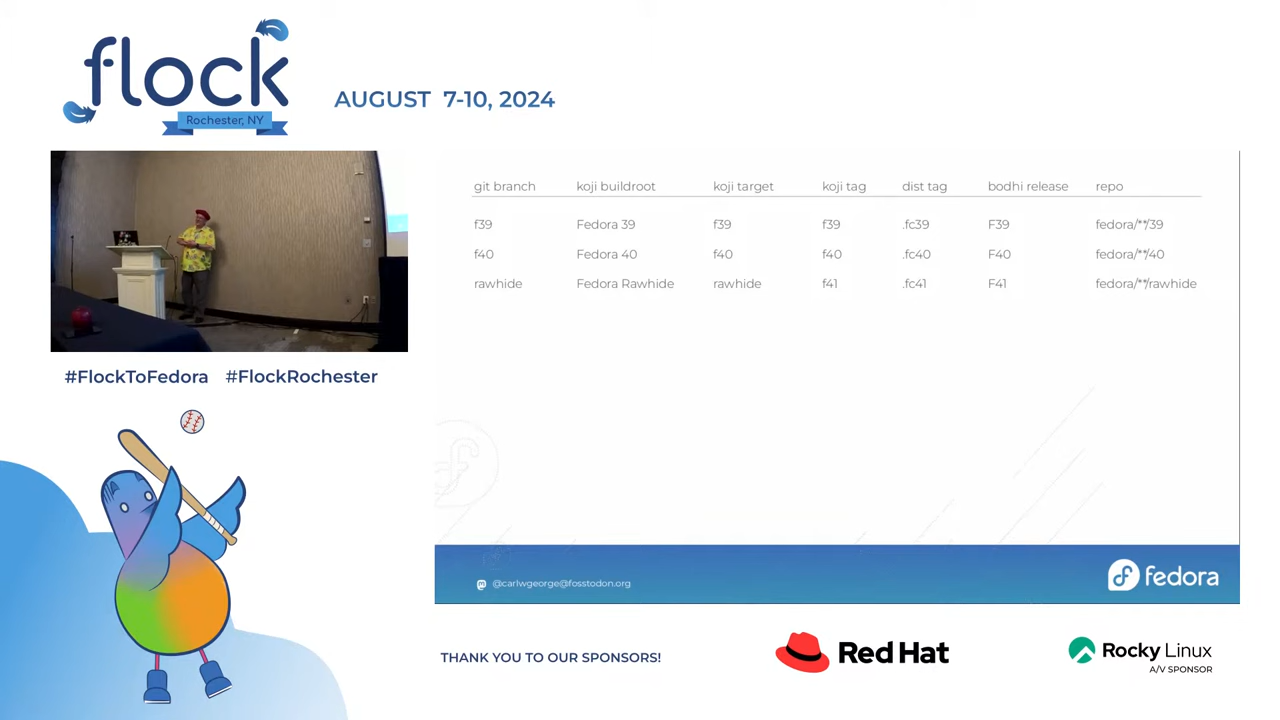 flock
Rochester, NY
AUGUST 7-10, 2024
git branch koji buildroot koji target koji tag dist tag bodhi release repo
f39 Fedora 39 f39 f39 .fc39 F39 fedora/**/39
f40 Fedora 40 f40 f40 .fc40 F40 fedora/**/40
rawhide Fedora Rawhide rawhide f41 .fc41 F41 fedora/**/rawhide
#FlockToFedora #FlockRochester
@carlwgeorge@fosstodon.org
fedora
THANK YOU TO OUR SPONSORS!
Red Hat
Rocky Linux
A/V SPONSOR